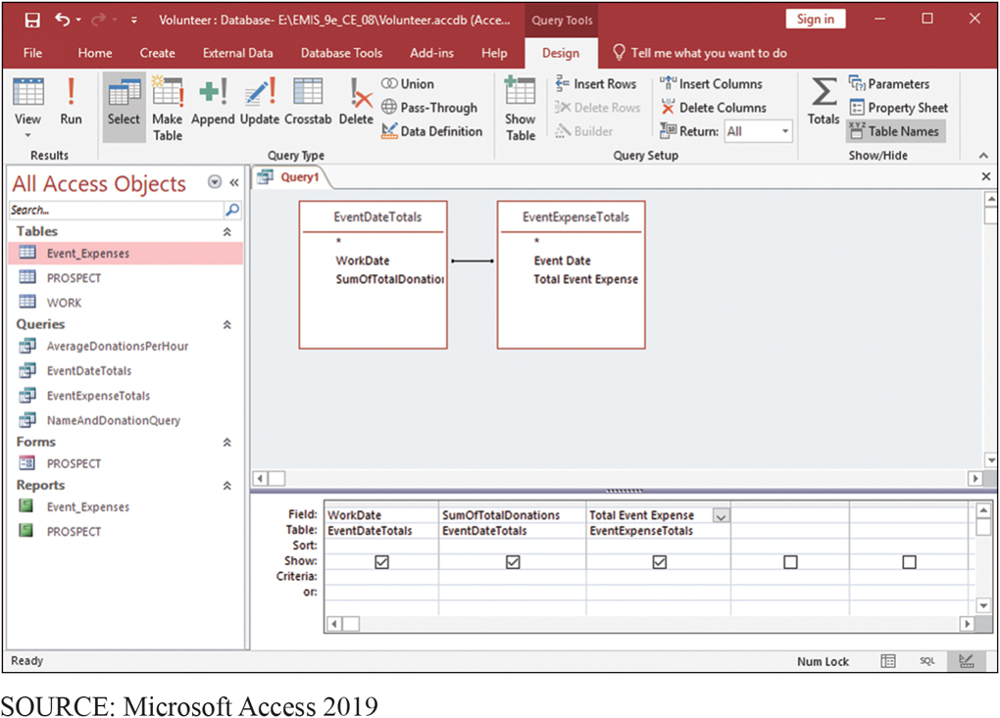 Volunteer : Database- E:\EMIS_9e_CE_08\Volunteer.accdb (Acce... Query Tools Sign in
File Home Create External Data Database Tools Add-ins Help Design Tell me what you want to do
View Run Select Make Table Append Update Crosstab Delete
Union
Pass-Through
Data Definition
Show Table
Insert Rows
Delete Rows
Builder
Insert Columns
Delete Columns
Return: All
Totals
Parameters
Property Sheet
XYZ Table Names
Results Query Type Query Setup Show/Hide
All Access Objects
Search...
Tables
Event_Expenses
PROSPECT
WORK
Queries
AverageDonationsPerHour
EventDateTotals
EventExpenseTotals
NameAndDonationQuery
Forms
PROSPECT
Reports
Event_Expenses
PROSPECT
Query1
EventDateTotals
*
WorkDate
SumOfTotalDonation
EventExpenseTotals
*
Event Date
Total Event Expense
Field: WorkDate SumOfTotalDonations Total Event Expense
Table: EventDateTotals EventDateTotals EventExpenseTotals
Sort:
Show:
Criteria:
or:
Ready Num Lock SQL
SOURCE: Microsoft Access 2019